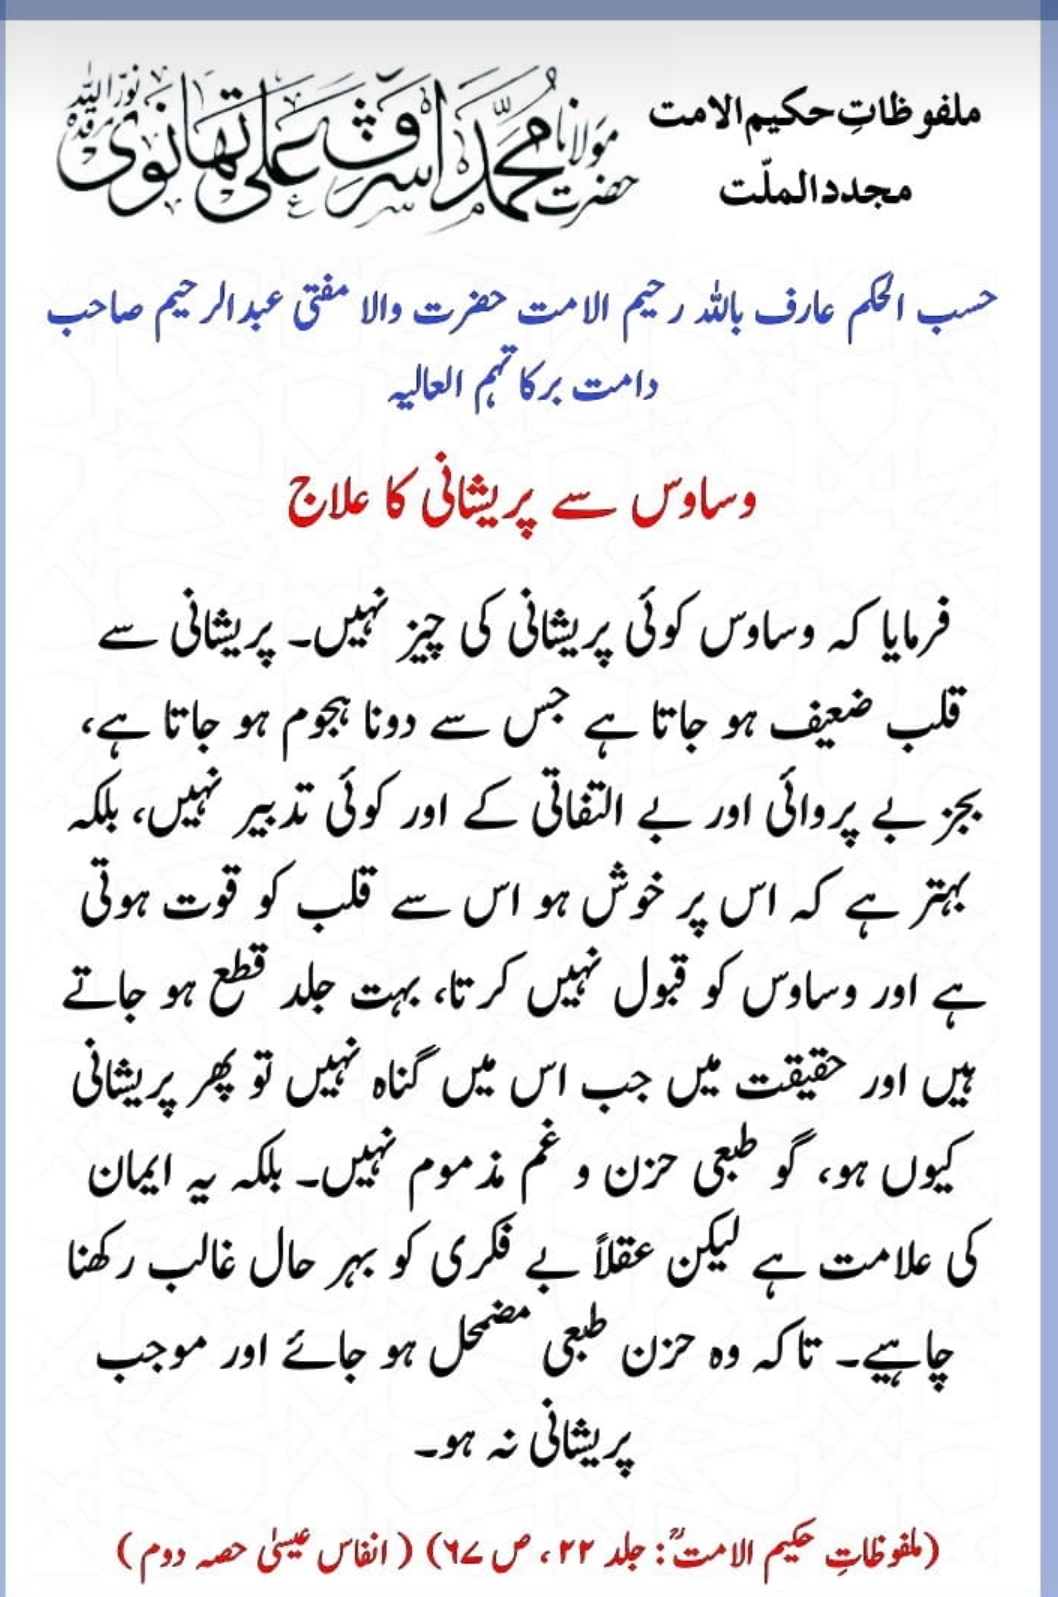 ملفوظاتِ حکیم الامت
مجدد الملّت
حضرت مولانا محمّد اشرف علی تھانوی نوّر اللہ مرقدہ
حسب الحکم عارف باللہ رحیم الامت حضرت والا مفتی عبدالرحیم صاحب
دامت برکاتہم العالیہ
وساوس سے پریشانی کا علاج
فرمایا کہ وساوس کوئی پریشانی کی چیز نہیں۔ پریشانی سے
قلب ضعیف ہو جاتا ہے جس سے دونا ہجوم ہو جاتا ہے،
بجز بے پروائی اور بے التفاتی کے اور کوئی تدبیر نہیں، بلکہ
بہتر ہے کہ اس پر خوش ہو اس سے قلب کو قوت ہوتی
ہے اور وساوس کو قبول نہیں کرتا، بہت جلد قطع ہو جاتے
ہیں اور حقیقت میں جب اس میں گناہ نہیں تو پھر پریشانی
کیوں ہو، گو طبعی حزن و غم مذموم نہیں۔ بلکہ یہ ایمان
کی علامت ہے لیکن عقلاً بے فکری کو بہر حال غالب رکھنا
چاہیے۔ تاکہ وہ حزن طبعی مضمحل ہو جائے اور موجب
پریشانی نہ ہو۔
(ملفوظاتِ حکیم الامتؒ: جلد ۲۲، ص ۶۷) (انفاس عیسیٰ حصہ دوم)